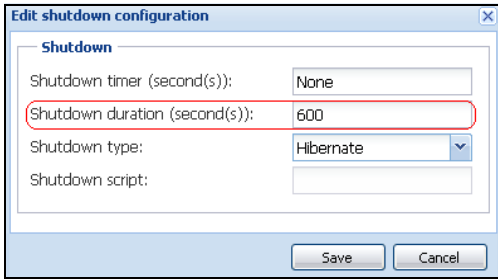 Edit shutdown configuration
Shutdown
Shutdown timer (second(s)): None
Shutdown duration (second(s)): 600
Shutdown type: Hibernate
Shutdown script:
Save Cancel